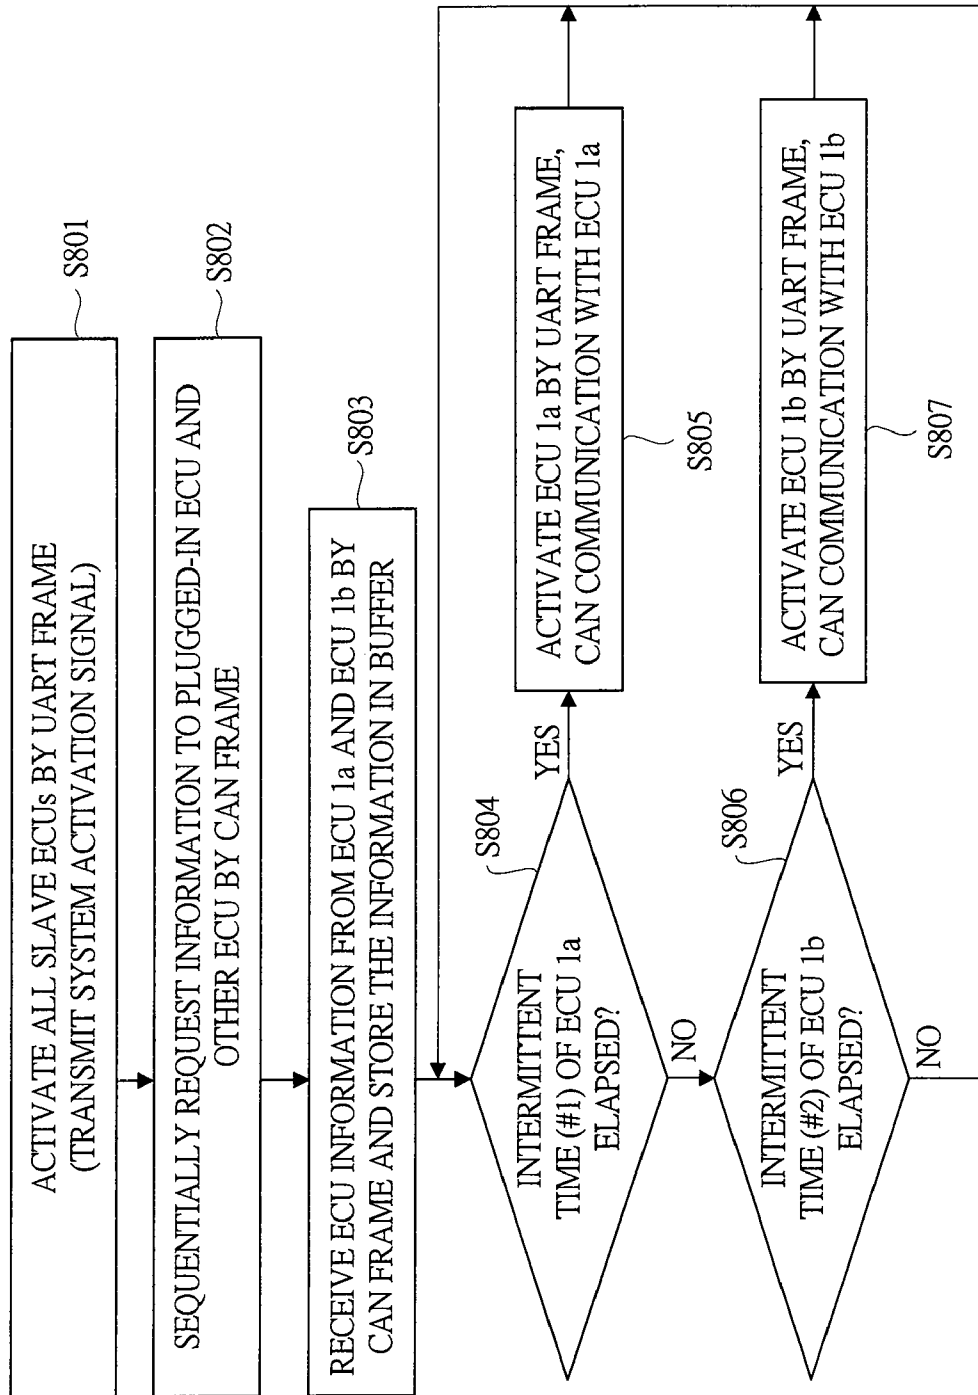 ACTIVATE ALL SLAVE ECUs BY UART FRAME
(TRANSMIT SYSTEM ACTIVATION SIGNAL)
S801
SEQUENTIALLY REQUEST INFORMATION TO PLUGGED-IN ECU AND
OTHER ECU BY CAN FRAME
S802
RECEIVE ECU INFORMATION FROM ECU 1a AND ECU 1b BY
CAN FRAME AND STORE THE INFORMATION IN BUFFER
S803
INTERMITTENT
TIME (#1) OF ECU 1a
ELAPSED?
S804
YES
NO
ACTIVATE ECU 1a BY UART FRAME,
CAN COMMUNICATION WITH ECU 1a
S805
INTERMITTENT
TIME (#2) OF ECU 1b
ELAPSED?
S806
YES
NO
ACTIVATE ECU 1b BY UART FRAME,
CAN COMMUNICATION WITH ECU 1b
S807